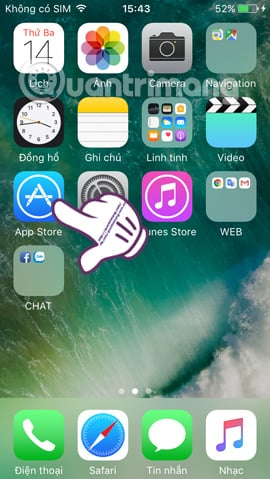 Không có SIM 15:43 52%
Thứ Ba
14
Quantrimang
Lịch Ảnh Camera Navigation
Đồng hồ Ghi chú Linh tinh Video
App Store iTunes Store WEB
CHAT
Điện thoại Safari Tin nhắn Nhạc